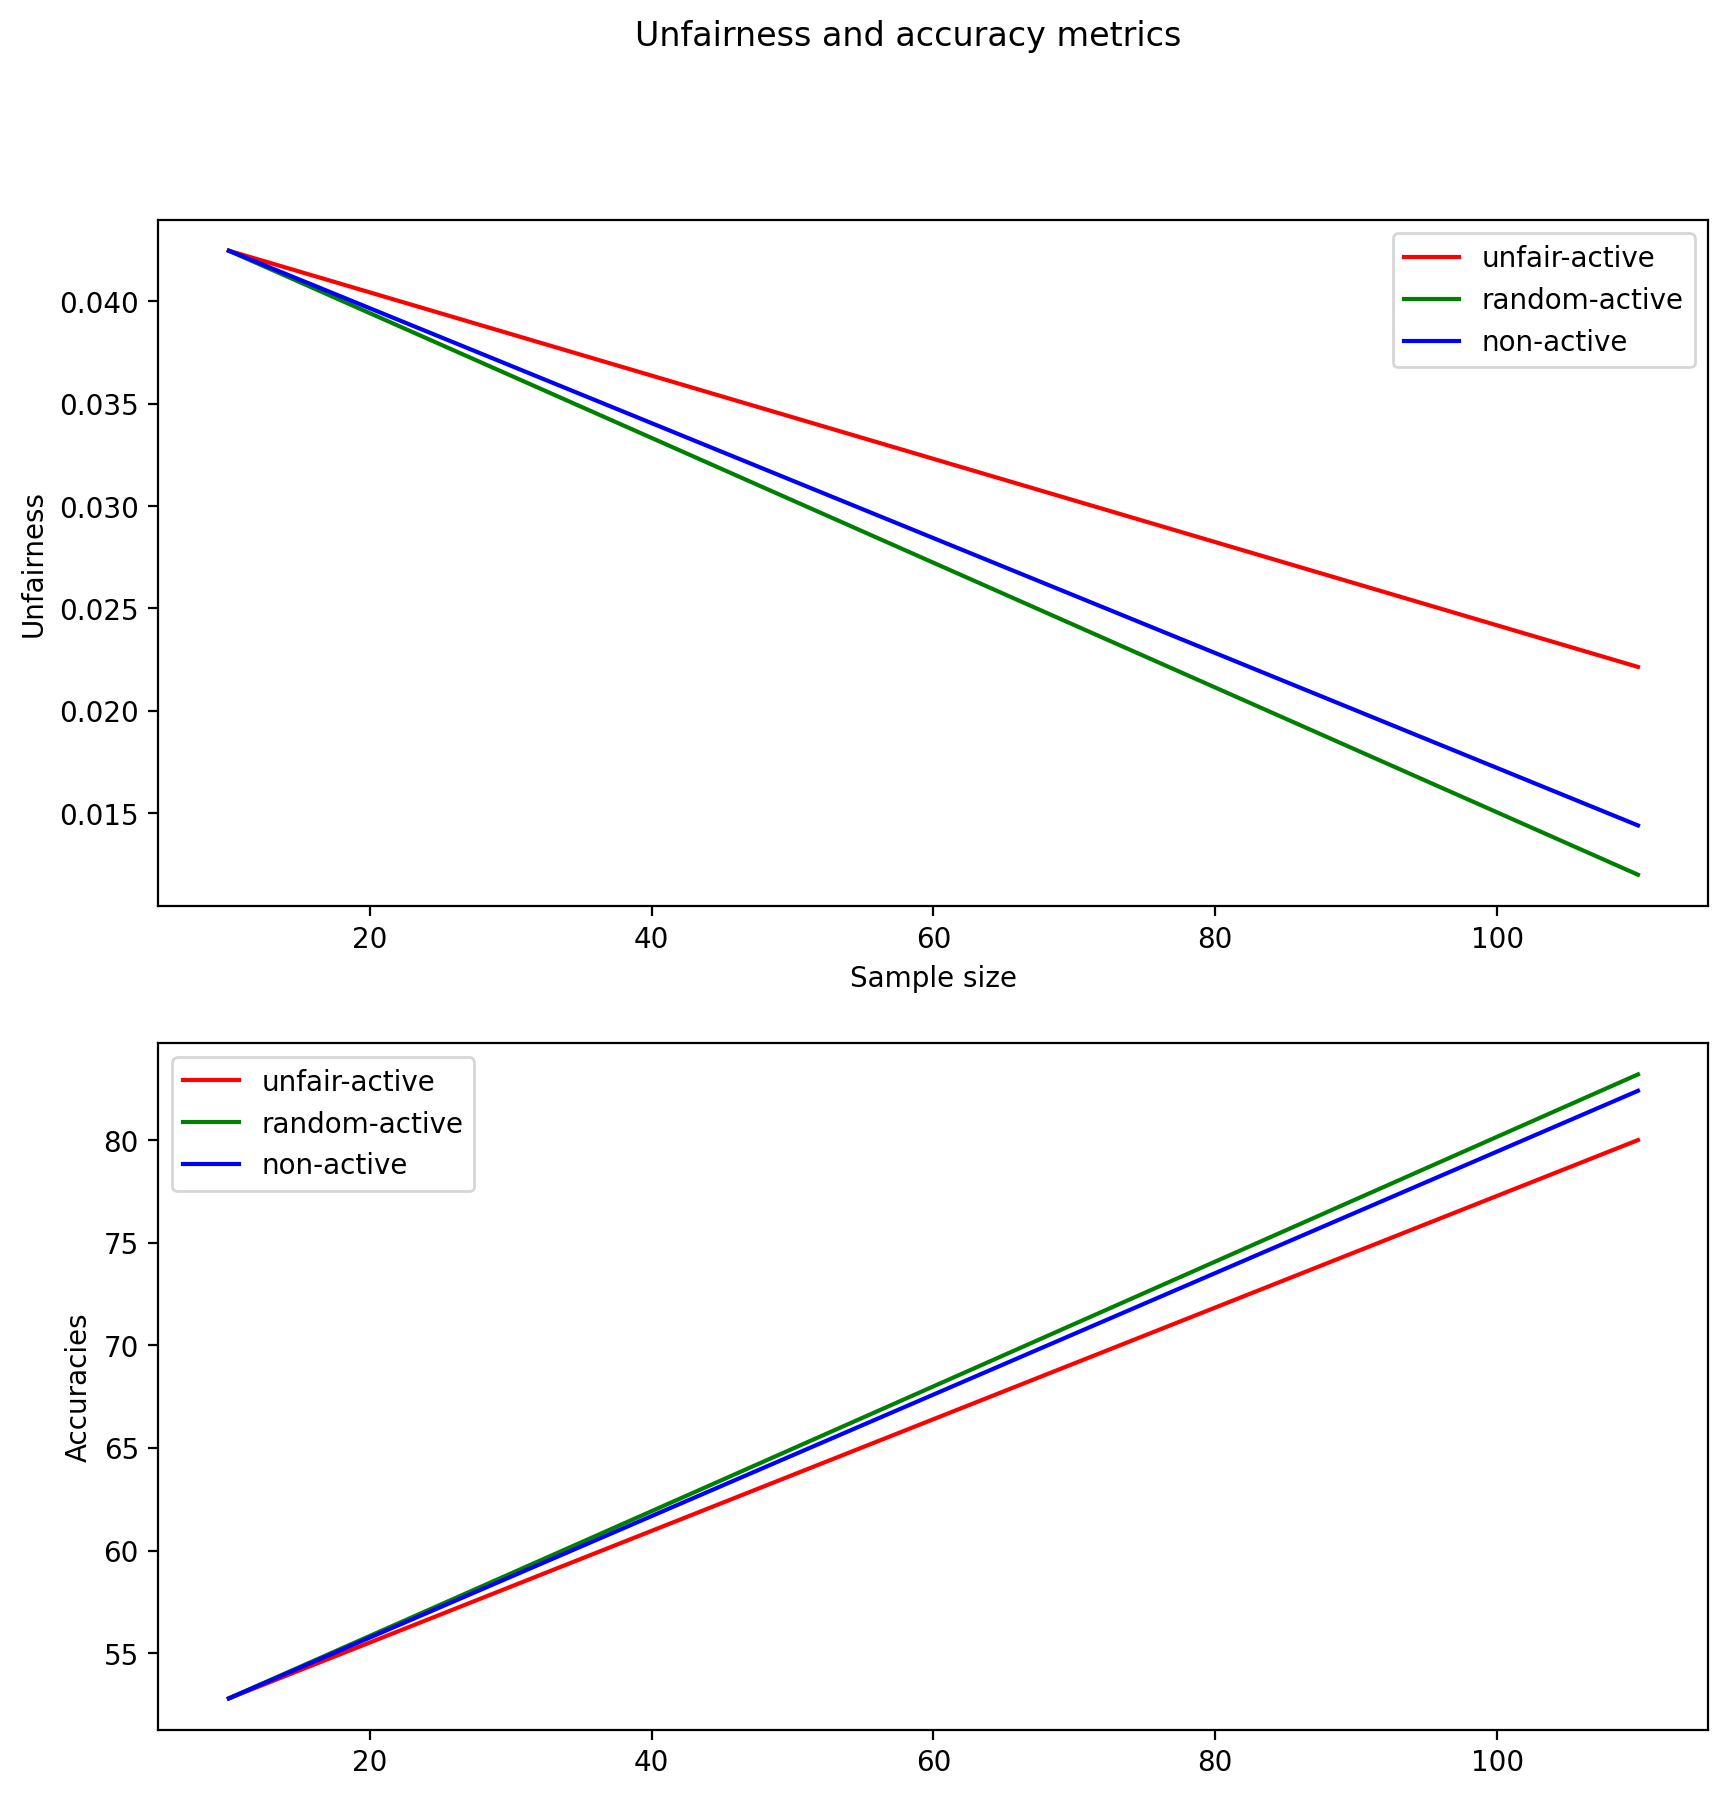 Unfairness and accuracy metrics
unfair-active
random-active
non-active
0.040
0.035
0.030
0.025
0.020
0.015
Unfairness
20 40 60 80 100
Sample size
unfair-active
random-active
non-active
80
75
70
65
60
55
Accuracies
20 40 60 80 100